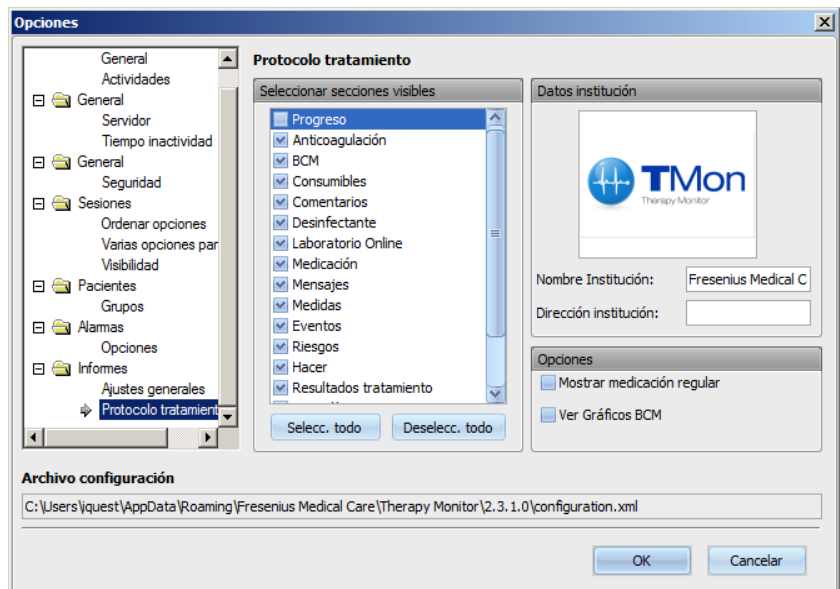 Opciones
General
Actividades
General
Servidor
Tiempo inactividad
General
Seguridad
Sesiones
Ordenar opciones
Varias opciones par
Visibilidad
Pacientes
Grupos
Alarmas
Opciones
Informes
Ajustes generales
Protocolo tratamient
Protocolo tratamiento
Seleccionar secciones visibles
Progreso
Anticoagulación
BCM
Consumibles
Comentarios
Desinfectante
Laboratorio Online
Medicación
Mensajes
Medidas
Eventos
Riesgos
Hacer
Resultados tratamiento
Selecc. todo
Deselecc. todo
Datos institución
TMon
Therapy Monitor
Nombre Institución: Fresenius Medical C
Dirección institución:
Opciones
Mostrar medicación regular
Ver Gráficos BCM
Archivo configuración
C:\Users\iquest\AppData\Roaming\Fresenius Medical Care\Therapy Monitor\2.3.1.0\configuration.xml
OK
Cancelar